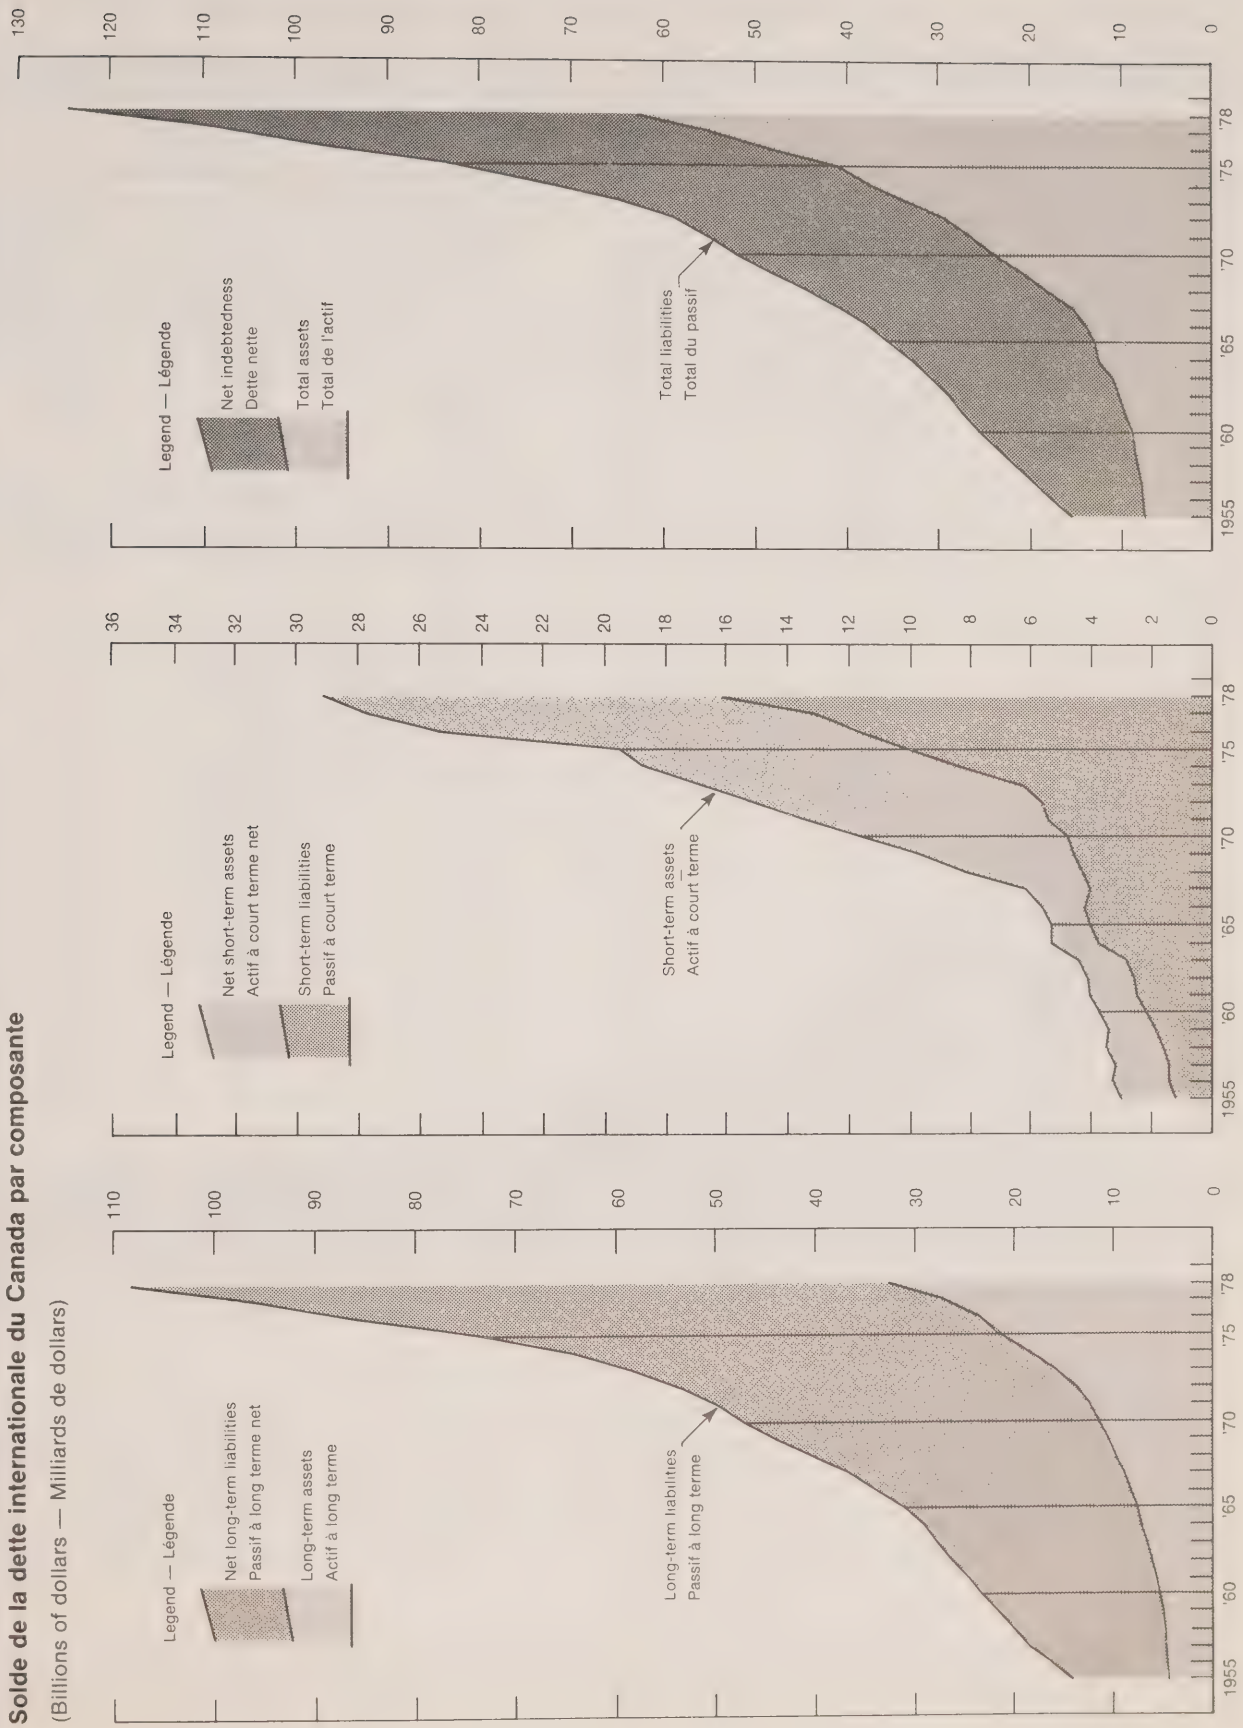 Solde de la dette internationale du Canada par composante
(Billions of dollars — Milliards de dollars)
Legend — Légende
Net long-term liabilities
Passif à long terme net
Long-term assets
Actif à long terme
Long-term liabilities
Passif à long terme
110
100
90
80
70
60
50
40
30
20
10
0
1955
'60
'65
'70
'75
'78
Legend — Légende
Net short-term assets
Actif à court terme net
Short-term liabilities
Passif à court terme
Short-term assets
Actif à court terme
36
34
32
30
28
26
24
22
20
18
16
14
12
10
8
6
4
2
0
1955
'60
'65
'70
'75
'78
Legend — Légende
Net indebtedness
Dette nette
Total assets
Total de l'actif
Total liabilities
Total du passif
130
120
110
100
90
80
70
60
50
40
30
20
10
0
1955
'60
'65
'70
'75
'78